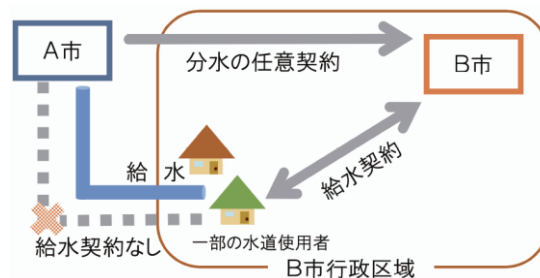 A市
分水の任意契約
B市
給水
給水契約
給水契約なし
一部の水道使用者
B市行政区域